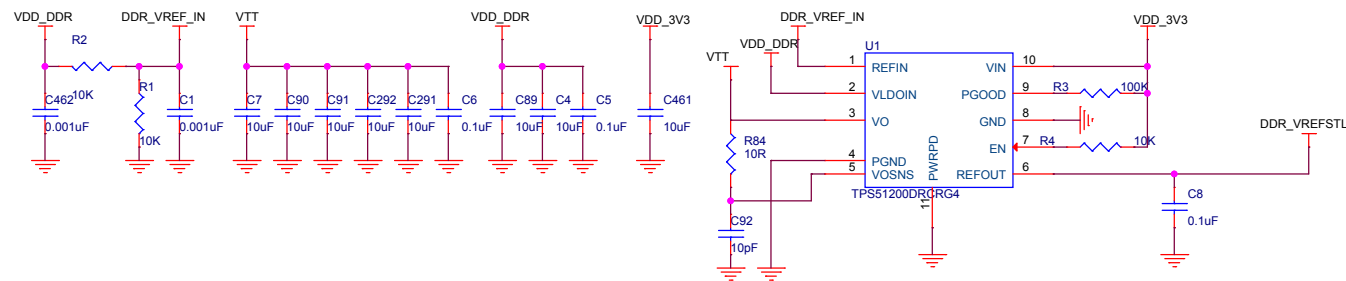 VDD_DDR
DDR_VREF_IN
VTT
VDD_DDR
VDD_3V3
R2
10K
C462
0.001uF
R1
10K
C1
0.001uF
C7
10uF
C90
10uF
C91
10uF
C292
10uF
C291
10uF
C6
0.1uF
C89
10uF
C4
10uF
C5
0.1uF
C461
10uF
DDR_VREF_IN
VDD_DDR
VTT
VDD_3V3
DDR_VREFSTL
U1
1 REFIN VIN 10
2 VLDOIN PGOOD 9
3 VO GND 8
4 PGND EN 7
5 VOSNS REFOUT 6
PWRPD
11
TPS51200DRCRG4
R3
100K
R4
10K
R84
10R
C92
10pF
C8
0.1uF